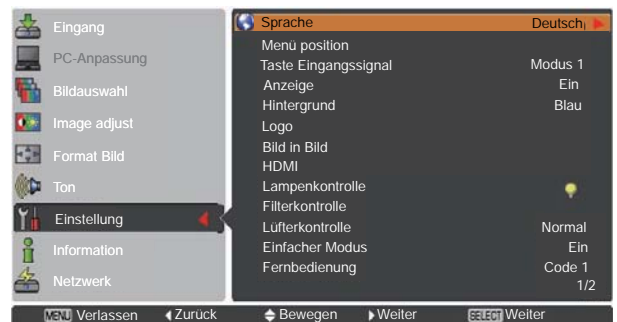 Eingang
PC-Anpassung
Bildauswahl
Image adjust
Format Bild
Ton
Einstellung
Information
Netzwerk
Sprache Deutsch
Menü position
Taste Eingangssignal Modus 1
Anzeige Ein
Hintergrund Blau
Logo
Bild in Bild
HDMI
Lampenkontrolle
Filterkontrolle
Lüfterkontrolle Normal
Einfacher Modus Ein
Fernbedienung Code 1
1/2
MENU Verlassen Zurück Bewegen Weiter SELECT Weiter